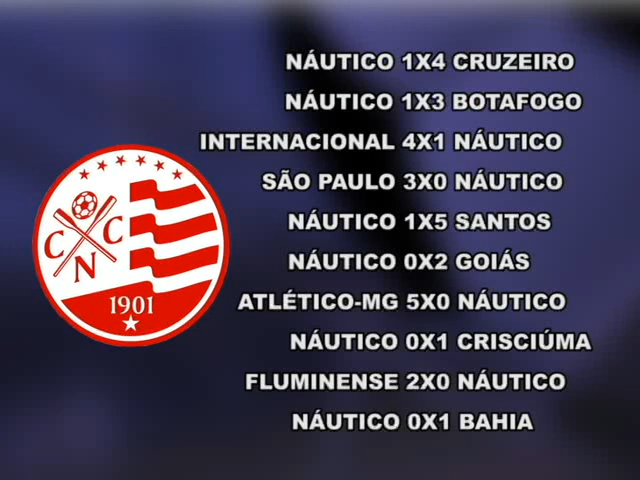 NÁUTICO 1X4 CRUZEIRO
NÁUTICO 1X3 BOTAFOGO
INTERNACIONAL 4X1 NÁUTICO
SÃO PAULO 3X0 NÁUTICO
NÁUTICO 1X5 SANTOS
NÁUTICO 0X2 GOIÁS
ATLÉTICO-MG 5X0 NÁUTICO
NÁUTICO 0X1 CRISCIÚMA
FLUMINENSE 2X0 NÁUTICO
NÁUTICO 0X1 BAHIA
C C
N
1901